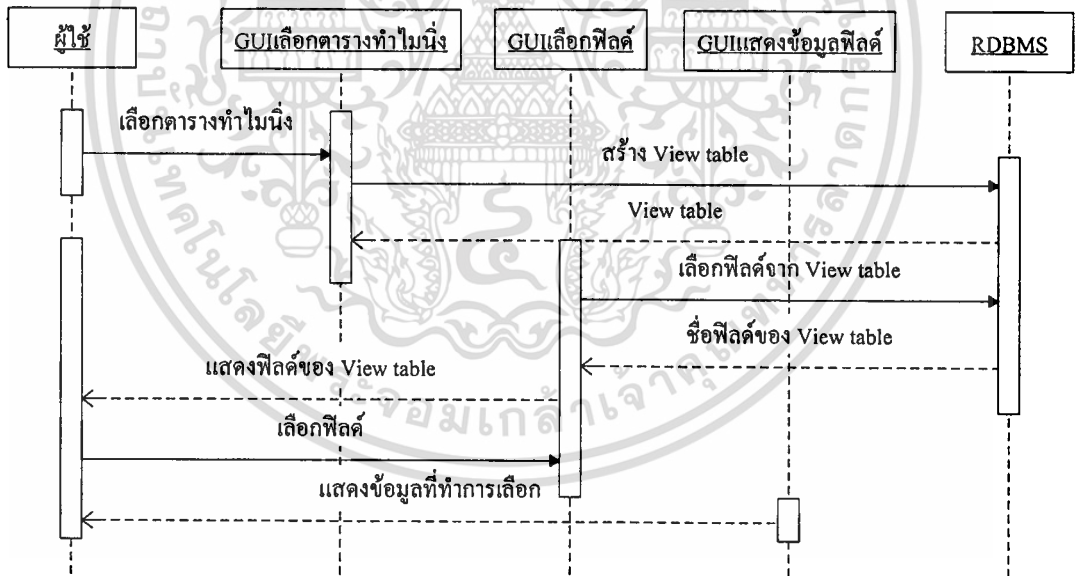 ผู้ใช้
GUIเลือกตารางทำไมนิ่ง
GUIเลือกฟิลด์
GUIแสดงข้อมูลฟิลด์
RDBMS
เลือกตารางทำไมนิ่ง
สร้าง View table
View table
เลือกฟิลด์จาก View table
ชื่อฟิลด์ของ View table
แสดงฟิลด์ของ View table
เลือกฟิลด์
แสดงข้อมูลที่ทำการเลือก